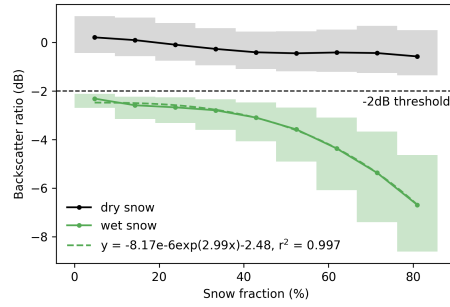 Backscatter ratio (dB)
0
−2
−4
−6
−8
-2dB threshold
dry snow
wet snow
y = -8.17e-6exp(2.99x)-2.48, r² = 0.997
0 20 40 60 80
Snow fraction (%)